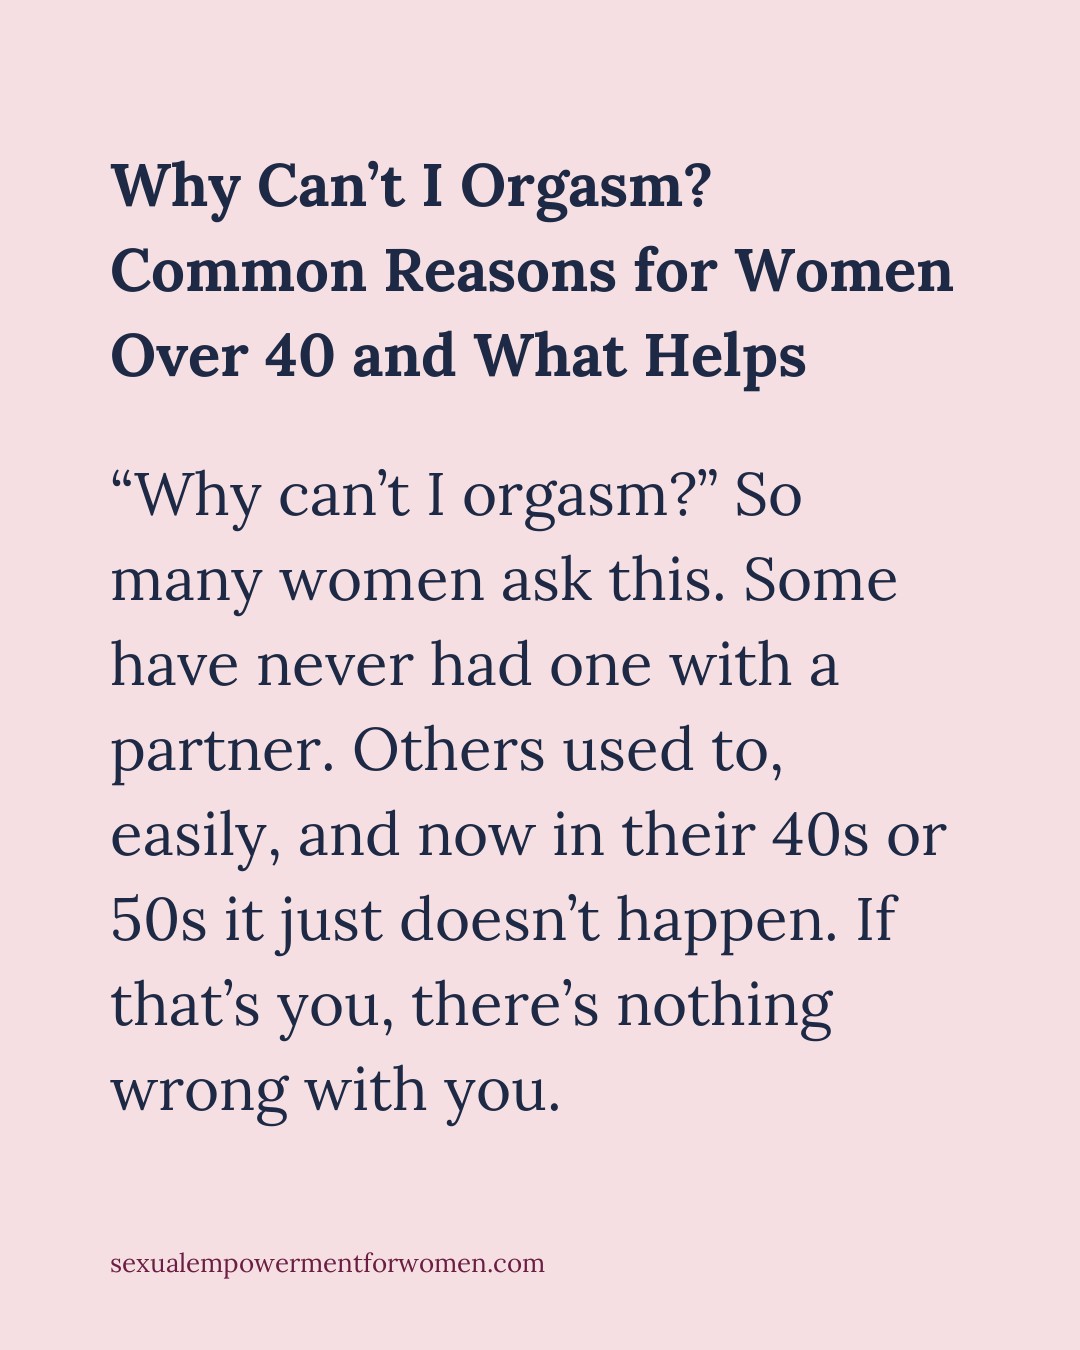 Why Can’t I Orgasm?
Common Reasons for Women
Over 40 and What Helps
“Why can’t I orgasm?” So
many women ask this. Some
have never had one with a
partner. Others used to,
easily, and now in their 40s or
50s it just doesn’t happen. If
that’s you, there’s nothing
wrong with you.
sexualempowermentforwomen.com